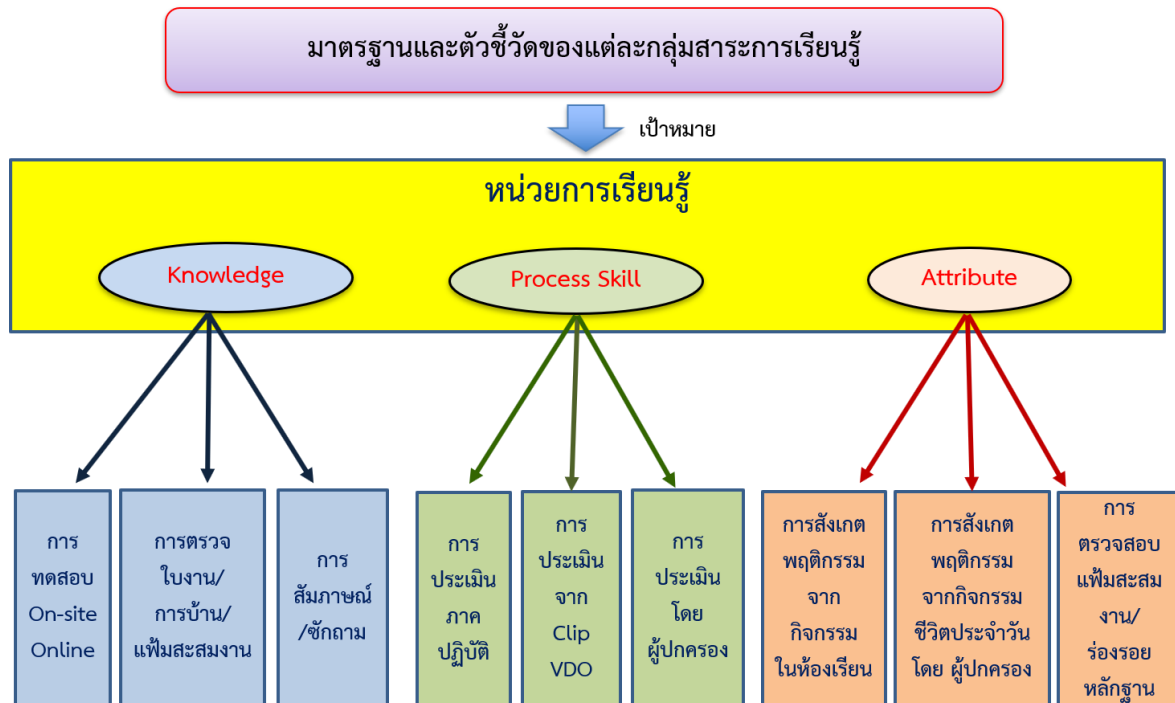 มาตรฐานและตัวชี้วัดของแต่ละกลุ่มสาระการเรียนรู้
เป้าหมาย
หน่วยการเรียนรู้
Knowledge
Process Skill
Attribute
การ
ทดสอบ
On-site
Online
การตรวจ
ใบงาน/
การบ้าน/
แฟ้มสะสมงาน
การ
สัมภาษณ์
/ซักถาม
การ
ประเมิน
ภาค
ปฏิบัติ
การ
ประเมิน
จาก
Clip
VDO
การ
ประเมิน
โดย
ผู้ปกครอง
การสังเกต
พฤติกรรม
จาก
กิจกรรม
ในห้องเรียน
การสังเกต
พฤติกรรม
จากกิจกรรม
ชีวิตประจำวัน
โดย ผู้ปกครอง
การ
ตรวจสอบ
แฟ้มสะสม
งาน/
ร่องรอย
หลักฐาน